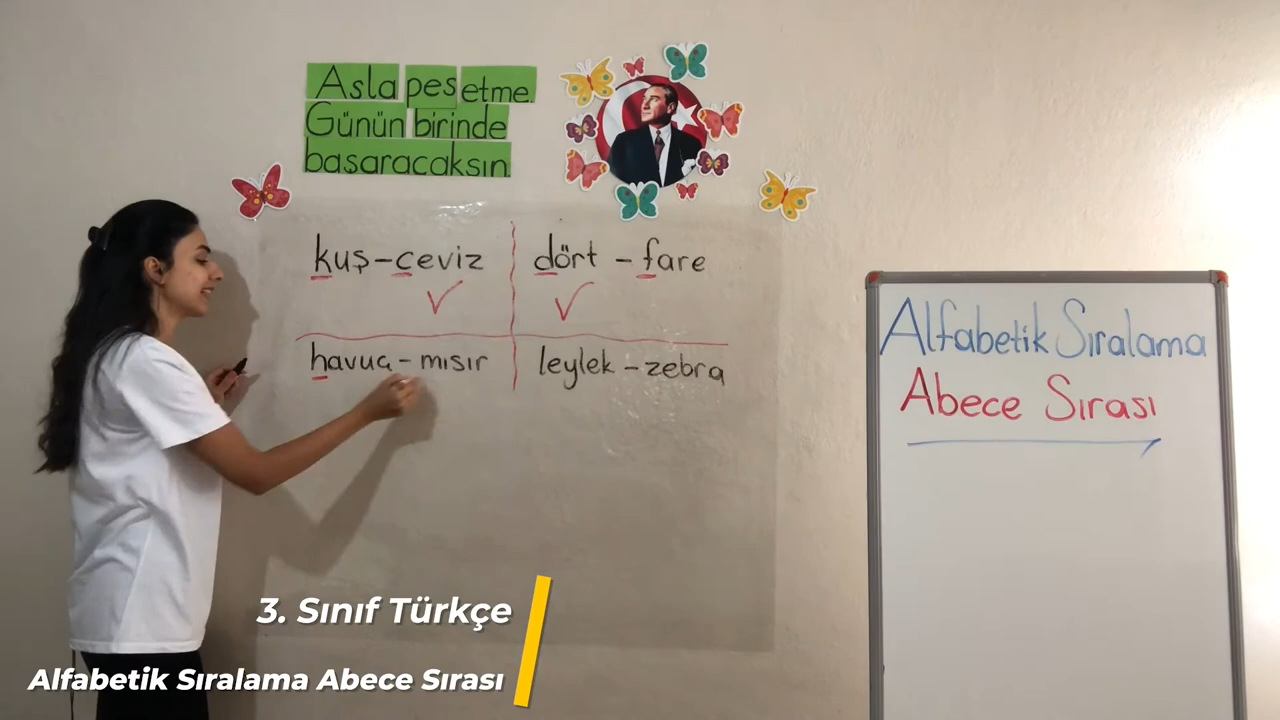 Asla pes etme.
Günün birinde
başaracaksın.
kuş-ceviz
dört - fare
havuç - mısır
leylek - zebra
Alfabetik Sıralama
Abece Sırası
3. Sınıf Türkçe
Alfabetik Sıralama Abece Sırası